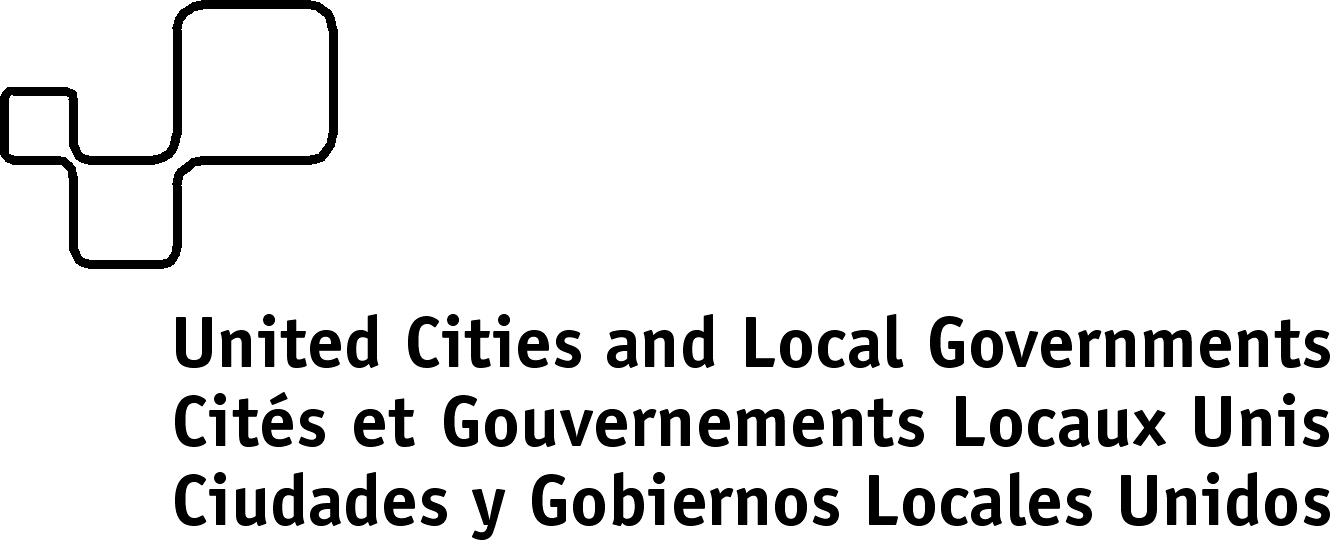 United Cities and Local Governments
Cités et Gouvernements Locaux Unis
Ciudades y Gobiernos Locales Unidos